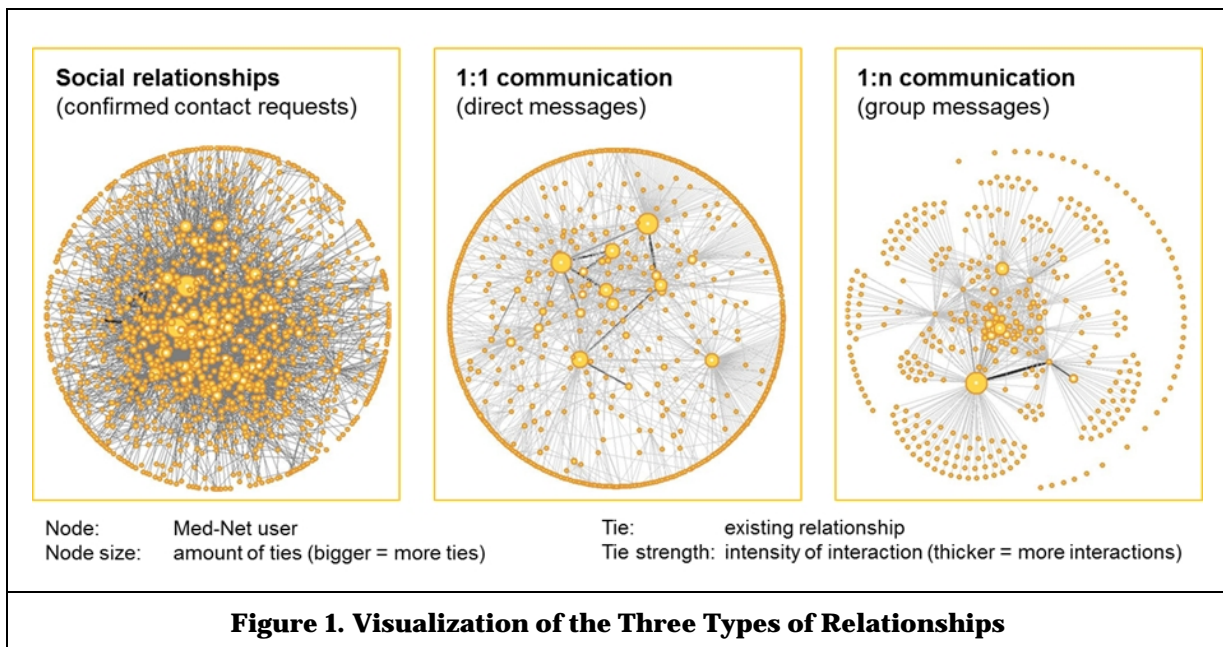 Social relationships
(confirmed contact requests)
1:1 communication
(direct messages)
1:n communication
(group messages)
Node: Med-Net user
Node size: amount of ties (bigger = more ties)
Tie: existing relationship
Tie strength: intensity of interaction (thicker = more interactions)
Figure 1. Visualization of the Three Types of Relationships